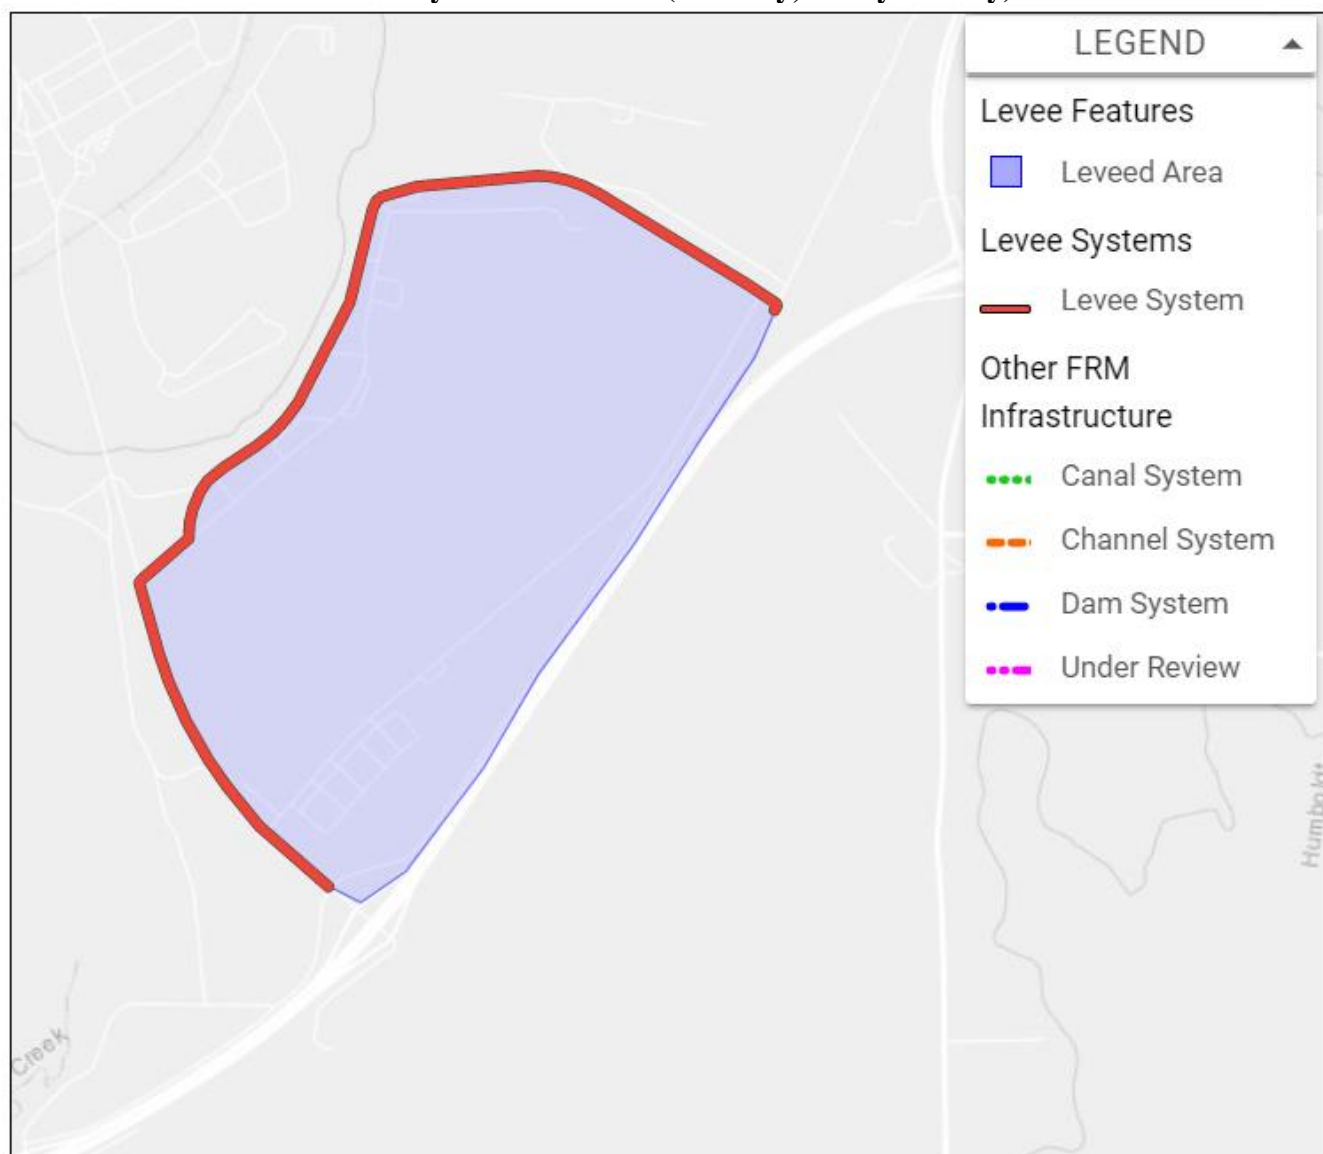 LEGEND
Levee Features
Leveed Area
Levee Systems
Levee System
Other FRM
Infrastructure
Canal System
Channel System
Dam System
Under Review
Humboldt
Creek